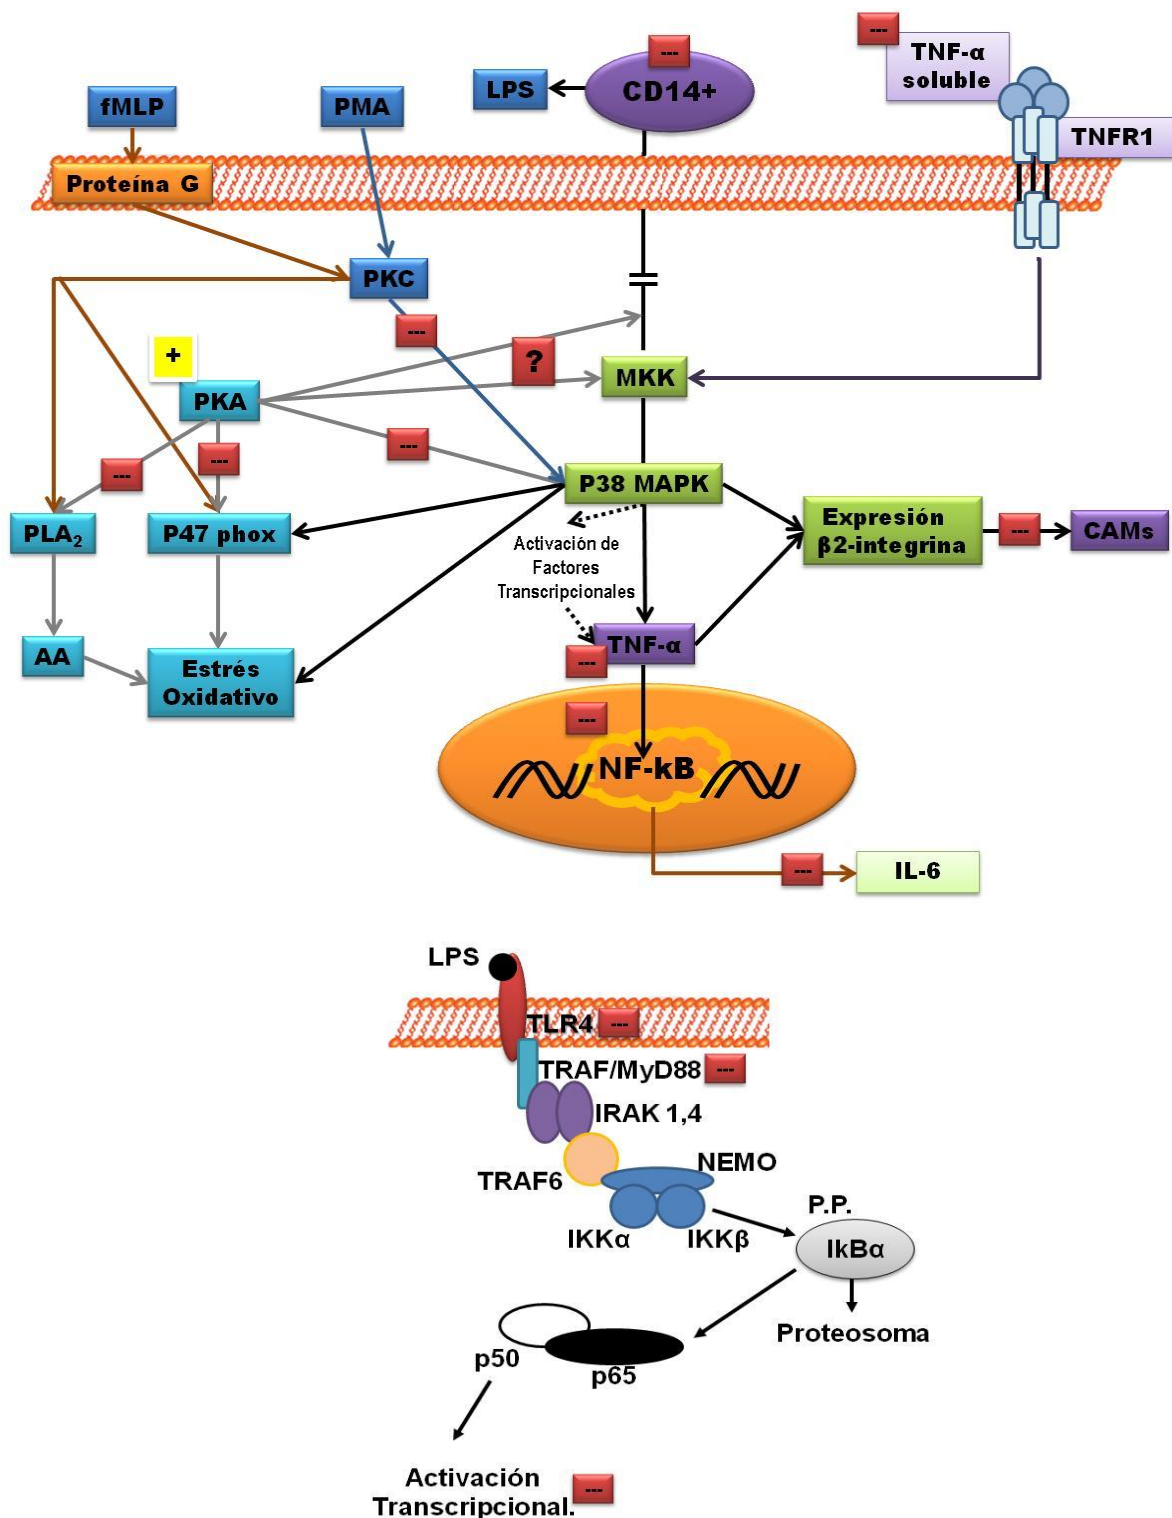 ---
TNF-α
soluble
---
LPS
CD14+
fMLP
PMA
TNFR1
Proteína G
PKC
---
+
?
MKK
PKA
---
---
---
P38 MAPK
PLA₂
P47 phox
Expresión
β2-integrina
---
CAMs
Activación de
Factores
Transcripcionales
AA
Estrés
Oxidativo
TNF-α
---
---
NF-kB
---
IL-6
LPS
TLR4
---
TRAF/MyD88
---
IRAK 1,4
TRAF6
NEMO
IKKα
IKKβ
P.P.
IkBα
Proteosoma
p50
p65
Activación
Transcripcional.
---